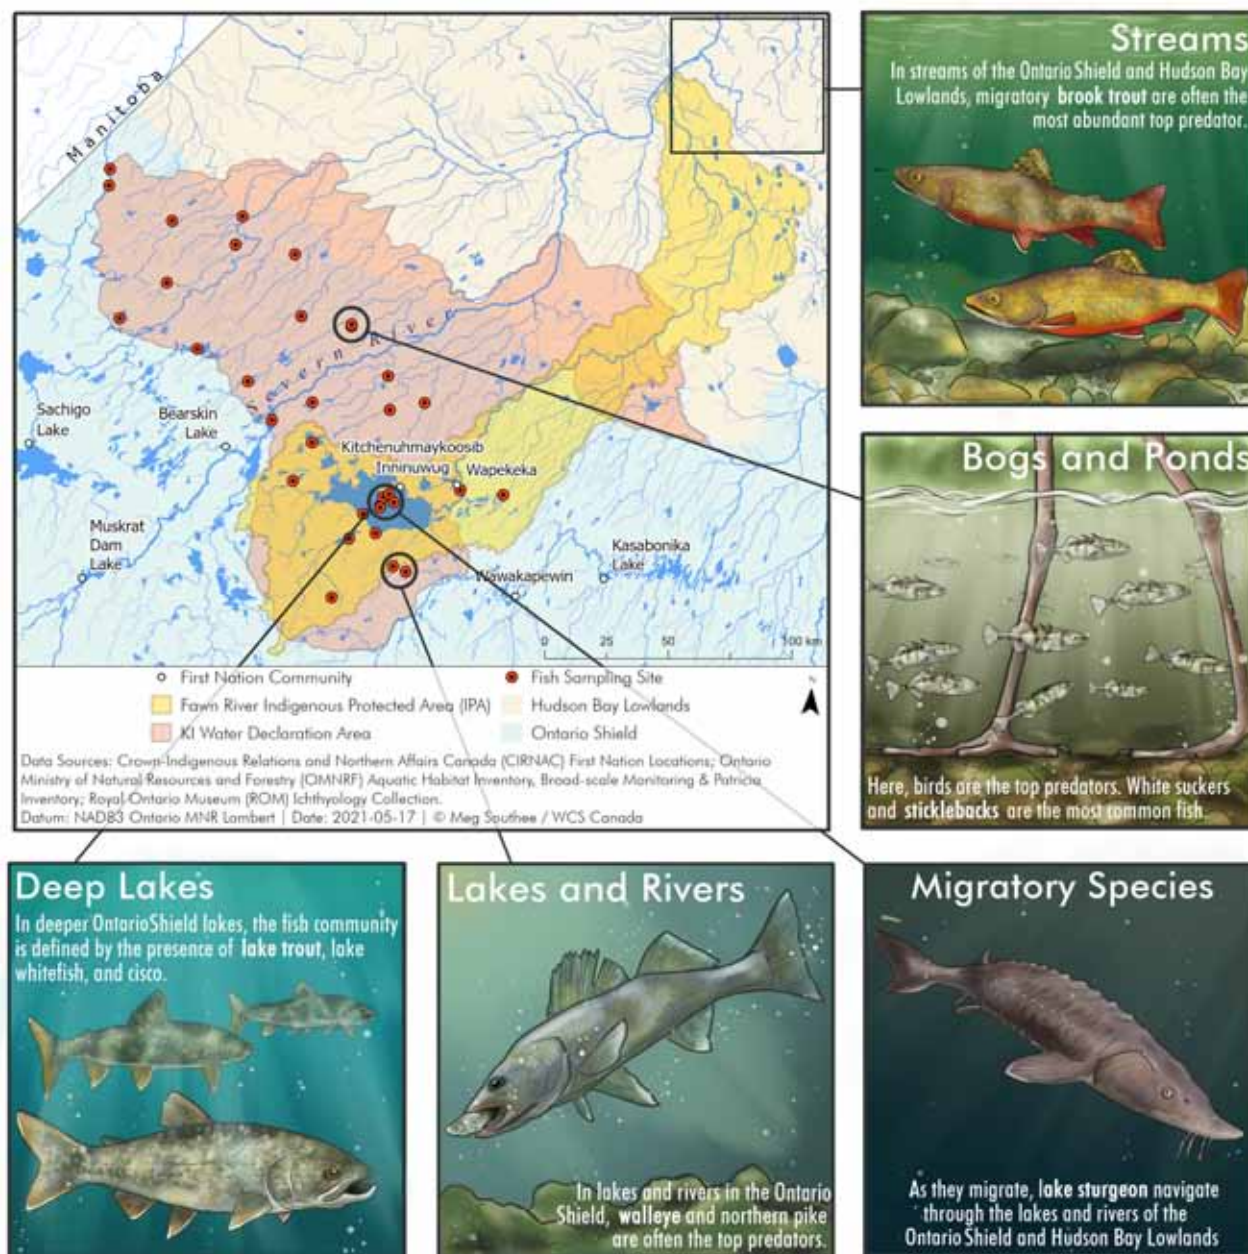 Manitoba
Severn River
Sachigo
Lake
Bearskin
Lake
Kitchenuhmaykoosib
Inninuwug
Wapekeka
Muskrat
Dam
Lake
Kasabonika
Lake
Wawakapewin
0 25 50 100 km
N
First Nation Community
Fish Sampling Site
Fawn River Indigenous Protected Area (IPA)
Hudson Bay Lowlands
KI Water Declaration Area
Ontario Shield
Data Sources: Crown-Indigenous Relations and Northern Affairs Canada (CIRNAC) First Nation Locations; Ontario
Ministry of Natural Resources and Forestry (OMNRF) Aquatic Habitat Inventory, Broad-scale Monitoring & Patricia
Inventory; Royal Ontario Museum (ROM) Ichthyology Collection.
Datum: NAD83 Ontario MNR Lambert | Date: 2021-05-17 | © Meg Southee / WCS Canada
Streams
In streams of the Ontario Shield and Hudson Bay
Lowlands, migratory brook trout are often the
most abundant top predator.
Bogs and Ponds
Here, birds are the top predators. White suckers
and sticklebacks are the most common fish.
Deep Lakes
In deeper Ontario Shield lakes, the fish community
is defined by the presence of lake trout, lake
whitefish, and cisco.
Lakes and Rivers
In lakes and rivers in the Ontario
Shield, walleye and northern pike
are often the top predators.
Migratory Species
As they migrate, lake sturgeon navigate
through the lakes and rivers of the
Ontario Shield and Hudson Bay Lowlands